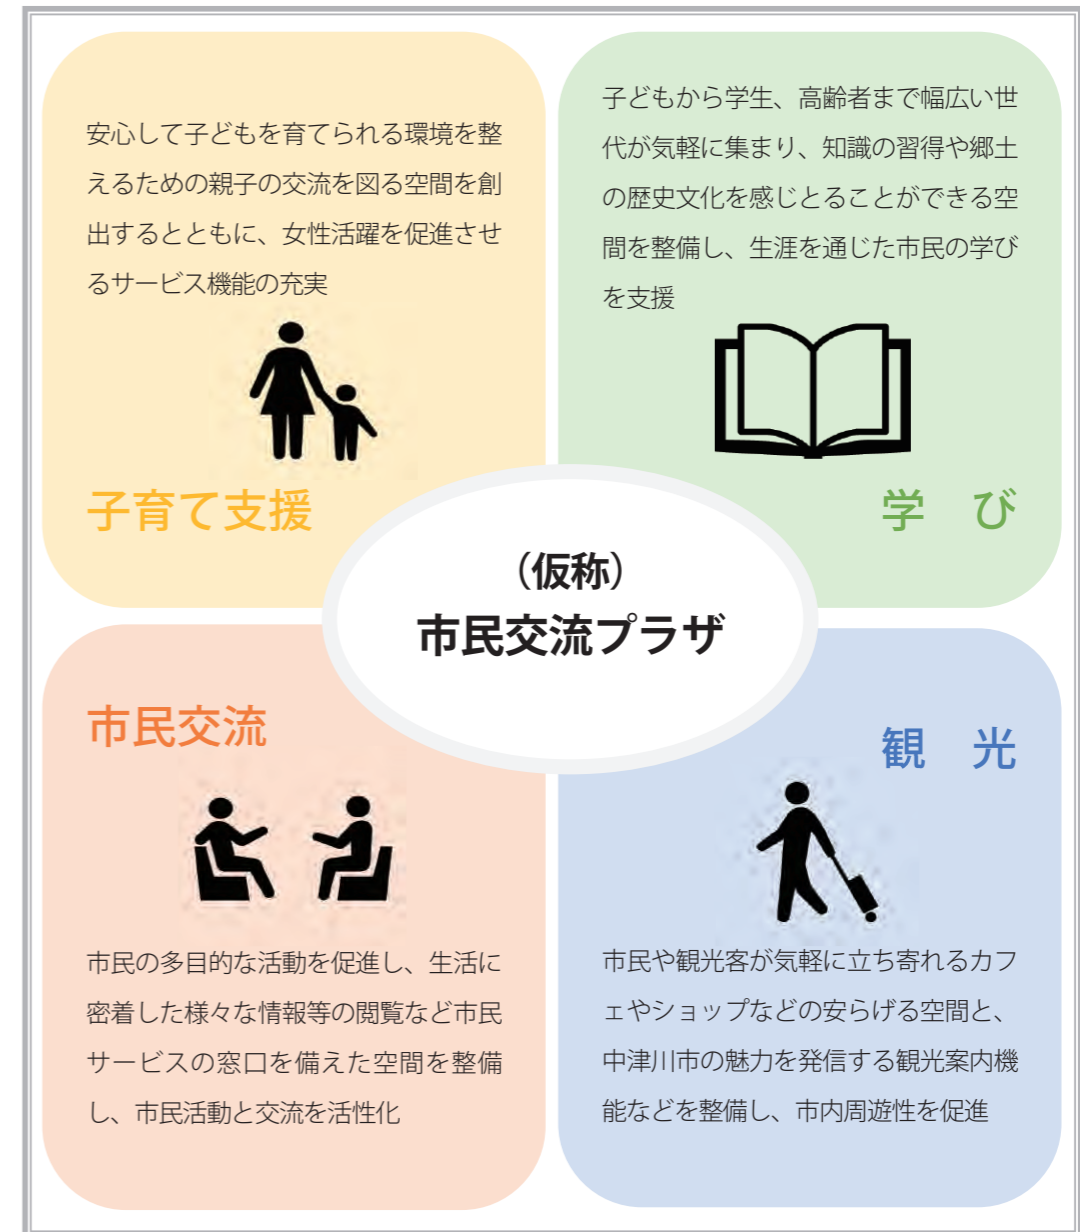 安心して子どもを育てられる環境を整
えるための親子の交流を図る空間を創
出するとともに、女性活躍を促進させ
るサービス機能の充実
子育て支援
子どもから学生、高齢者まで幅広い世
代が気軽に集まり、知識の習得や郷土
の歴史文化を感じとることができる空
間を整備し、生涯を通じた市民の学び
を支援
学　び
（仮称）
市民交流プラザ
市民交流
市民の多目的な活動を促進し、生活に
密着した様々な情報等の閲覧など市民
サービスの窓口を備えた空間を整備
し、市民活動と交流を活性化
観　光
市民や観光客が気軽に立ち寄れるカフ
ェやショップなどの安らげる空間と、
中津川市の魅力を発信する観光案内機
能などを整備し、市内周遊性を促進